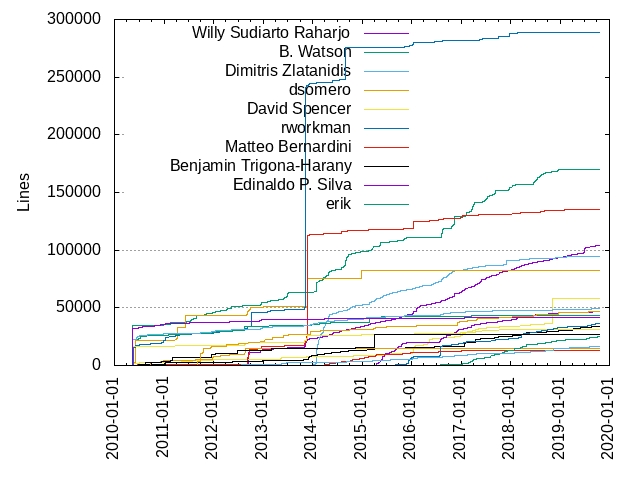 300000
250000
200000
150000
100000
50000
0
Lines
Willy Sudiarto Raharjo
B. Watson
Dimitris Zlatanidis
dsomero
David Spencer
rworkman
Matteo Bernardini
Benjamin Trigona-Harany
Edinaldo P. Silva
erik
2010-01-01
2011-01-01
2012-01-01
2013-01-01
2014-01-01
2015-01-01
2016-01-01
2017-01-01
2018-01-01
2019-01-01
2020-01-01